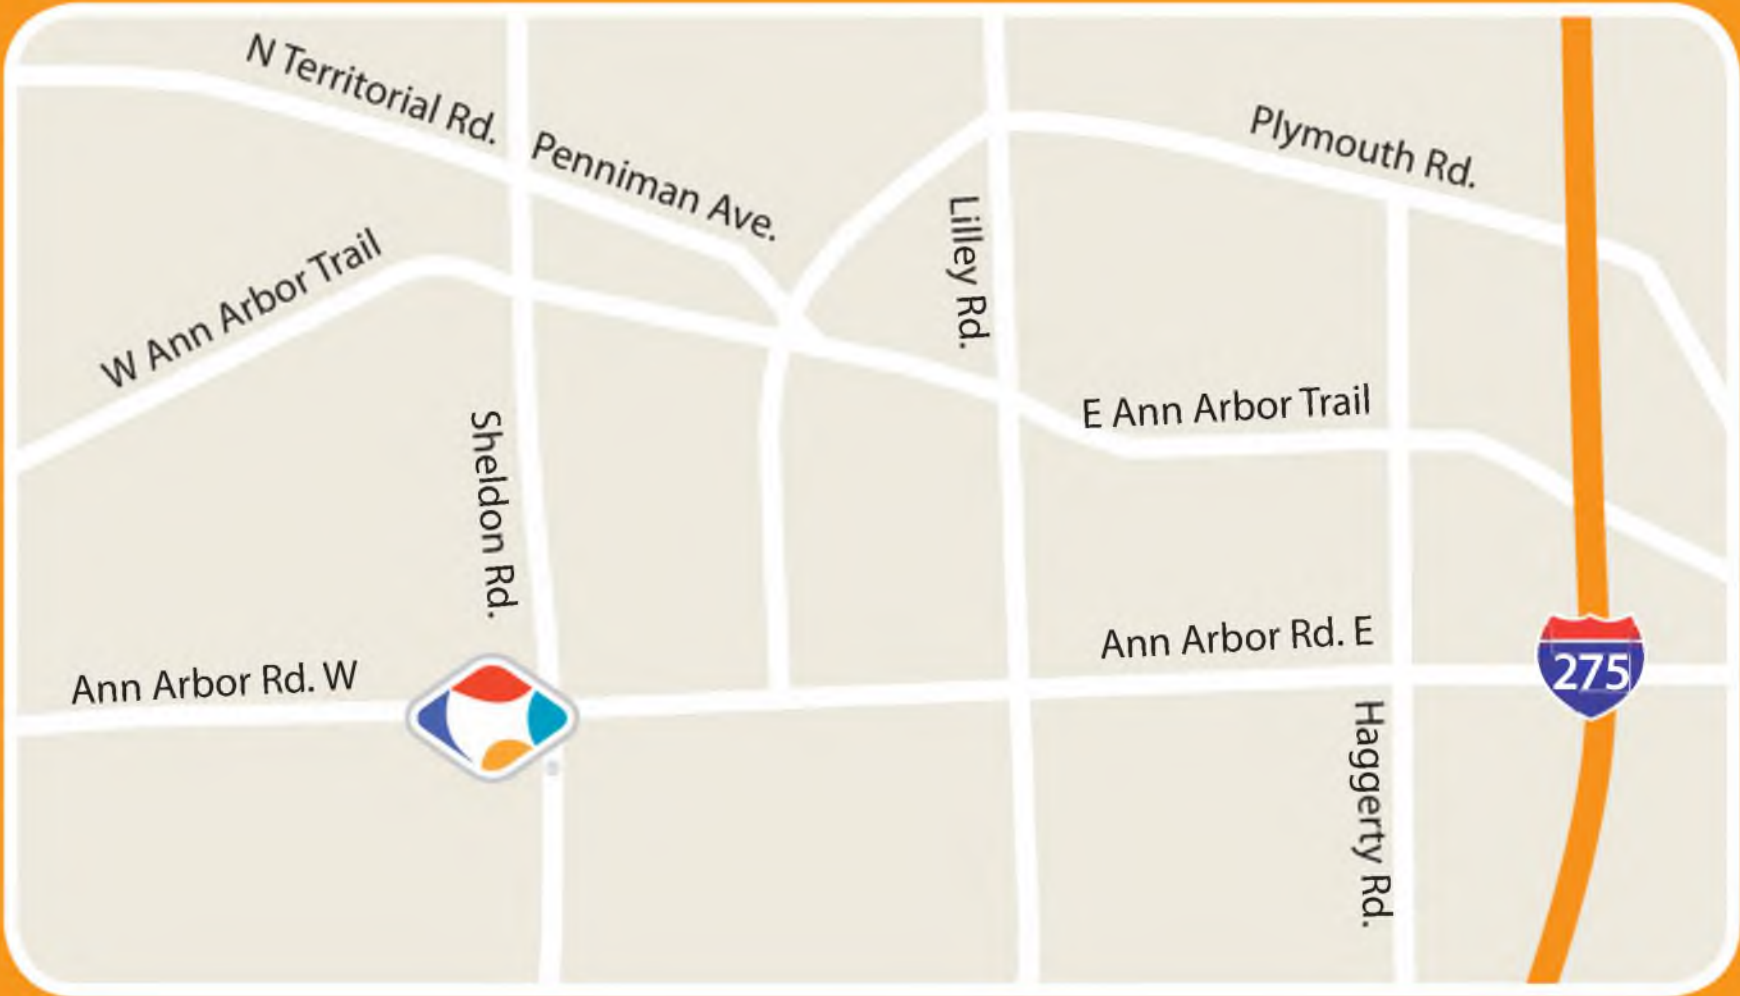 N Territorial Rd.
Penniman Ave.
Plymouth Rd.
W Ann Arbor Trail
Lilley Rd.
E Ann Arbor Trail
Sheldon Rd.
Ann Arbor Rd. W
Ann Arbor Rd. E
275
Haggerty Rd.